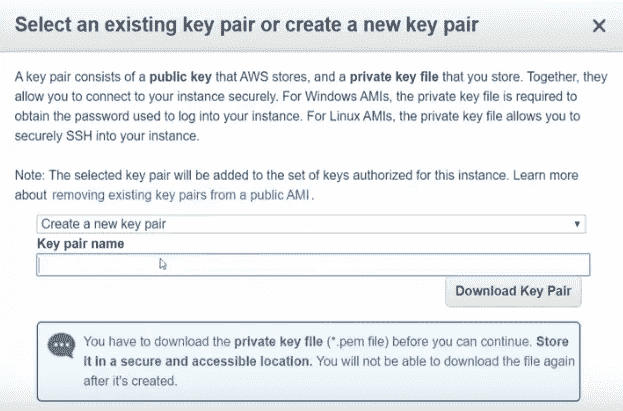 Select an existing key pair or create a new key pair
A key pair consists of a public key that AWS stores, and a private key file that you store. Together, they
allow you to connect to your instance securely. For Windows AMIs, the private key file is required to
obtain the password used to log into your instance. For Linux AMIs, the private key file allows you to
securely SSH into your instance.
Note: The selected key pair will be added to the set of keys authorized for this instance. Learn more
about removing existing key pairs from a public AMI.
Create a new key pair
Key pair name
Download Key Pair
You have to download the private key file (*.pem file) before you can continue. Store
it in a secure and accessible location. You will not be able to download the file again
after it's created.